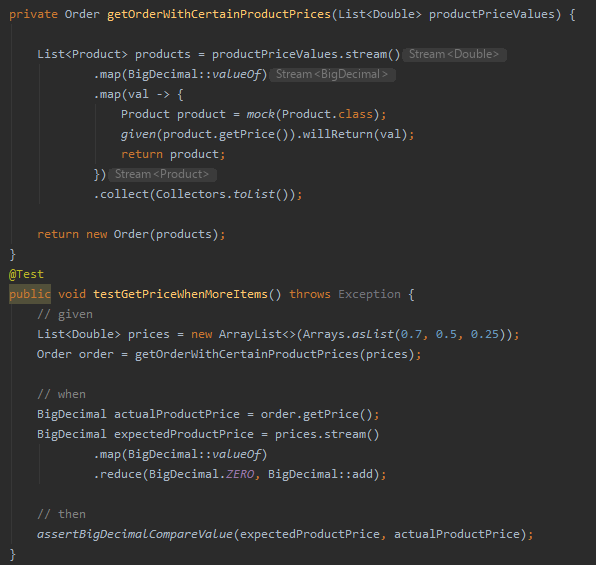 private Order getOrderWithCertainProductPrices(List<Double> productPriceValues) {
List<Product> products = productPriceValues.stream() Stream<Double>
.map(BigDecimal::valueOf) Stream<BigDecimal>
.map(val -> {
Product product = mock(Product.class);
given(product.getPrice()).willReturn(val);
return product;
}) Stream<Product>
.collect(Collectors.toList());
return new Order(products);
}
@Test
public void testGetPriceWhenMoreItems() throws Exception {
// given
List<Double> prices = new ArrayList<>(Arrays.asList(0.7, 0.5, 0.25));
Order order = getOrderWithCertainProductPrices(prices);
// when
BigDecimal actualProductPrice = order.getPrice();
BigDecimal expectedProductPrice = prices.stream()
.map(BigDecimal::valueOf)
.reduce(BigDecimal.ZERO, BigDecimal::add);
// then
assertBigDecimalCompareValue(expectedProductPrice, actualProductPrice);
}